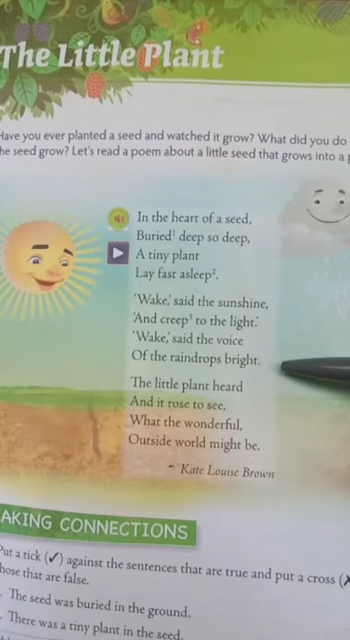 The Little Plant
Have you ever planted a seed and watched it grow? What did you do
the seed grow? Let's read a poem about a little seed that grows into a
In the heart of a seed,
Buried¹ deep so deep,
A tiny plant
Lay fast asleep².
'Wake,' said the sunshine,
'And creep³ to the light.'
'Wake,' said the voice
Of the raindrops bright.
The little plant heard
And it rose to see,
What the wonderful,
Outside world might be.
- Kate Louise Brown
AKING CONNECTIONS
Put a tick (✓) against the sentences that are true and put a cross (✗
hose that are false.
The seed was buried in the ground.
There was a tiny plant in the seed.